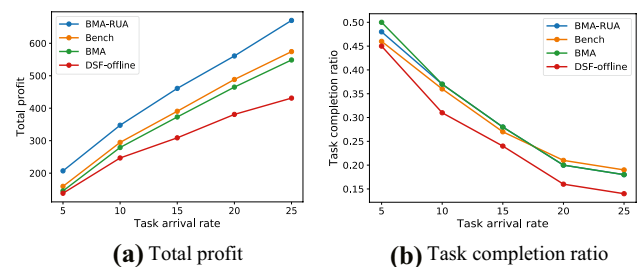 BMA-RUA
Bench
BMA
DSF-offline
Total profit
600
500
400
300
200
5 10 15 20 25
Task arrival rate
(a) Total profit
BMA-RUA
Bench
BMA
DSF-offline
Task completion ratio
0.50
0.45
0.40
0.35
0.30
0.25
0.20
0.15
5 10 15 20 25
Task arrival rate
(b) Task completion ratio